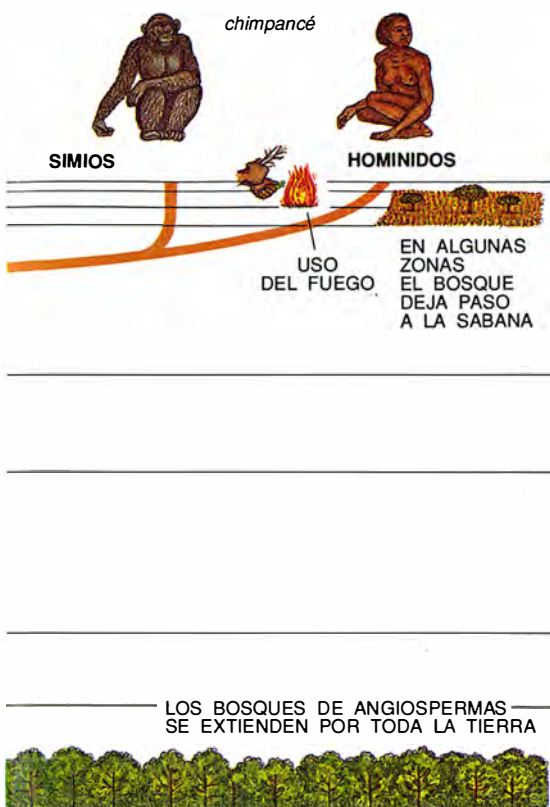 chimpancé
SIMIOS
HOMINIDOS
USO
DEL FUEGO
EN ALGUNAS
ZONAS
EL BOSQUE
DEJA PASO
A LA SABANA
LOS BOSQUES DE ANGIOSPERMAS
SE EXTIENDEN POR TODA LA TIERRA